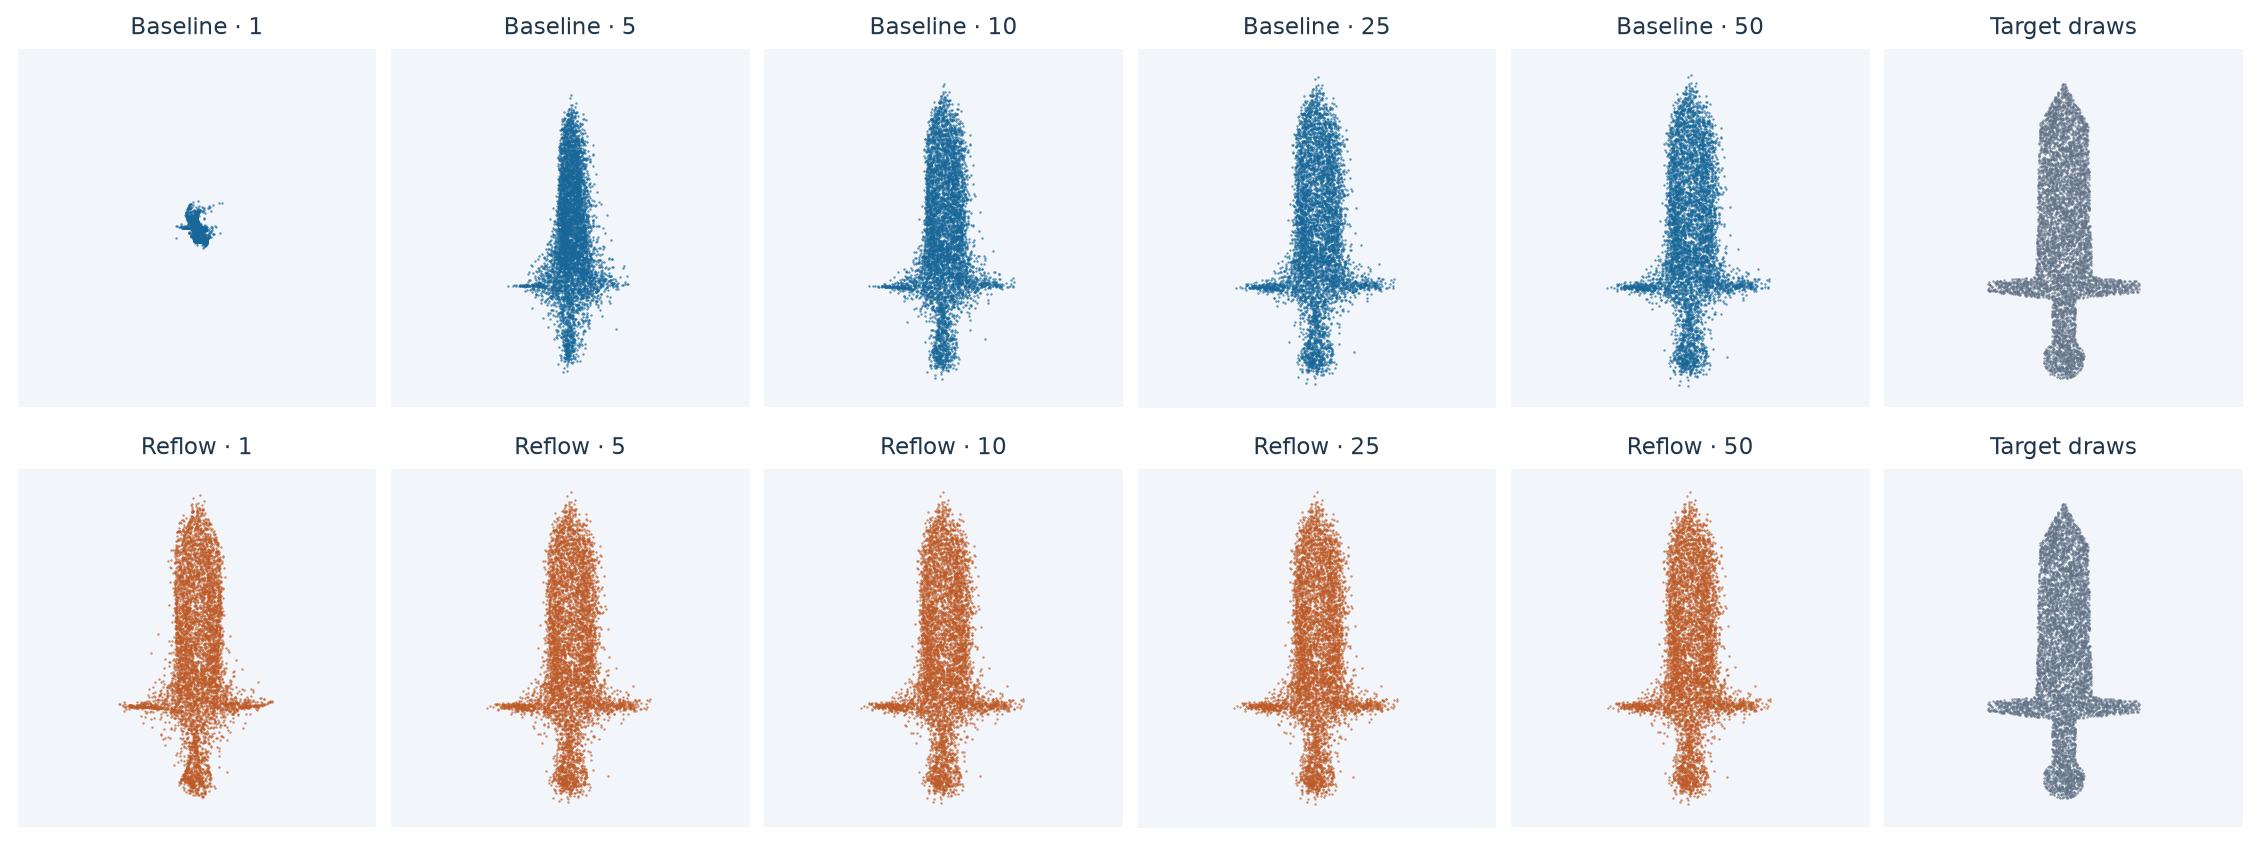 Baseline · 1
Baseline · 5
Baseline · 10
Baseline · 25
Baseline · 50
Target draws
Reflow · 1
Reflow · 5
Reflow · 10
Reflow · 25
Reflow · 50
Target draws